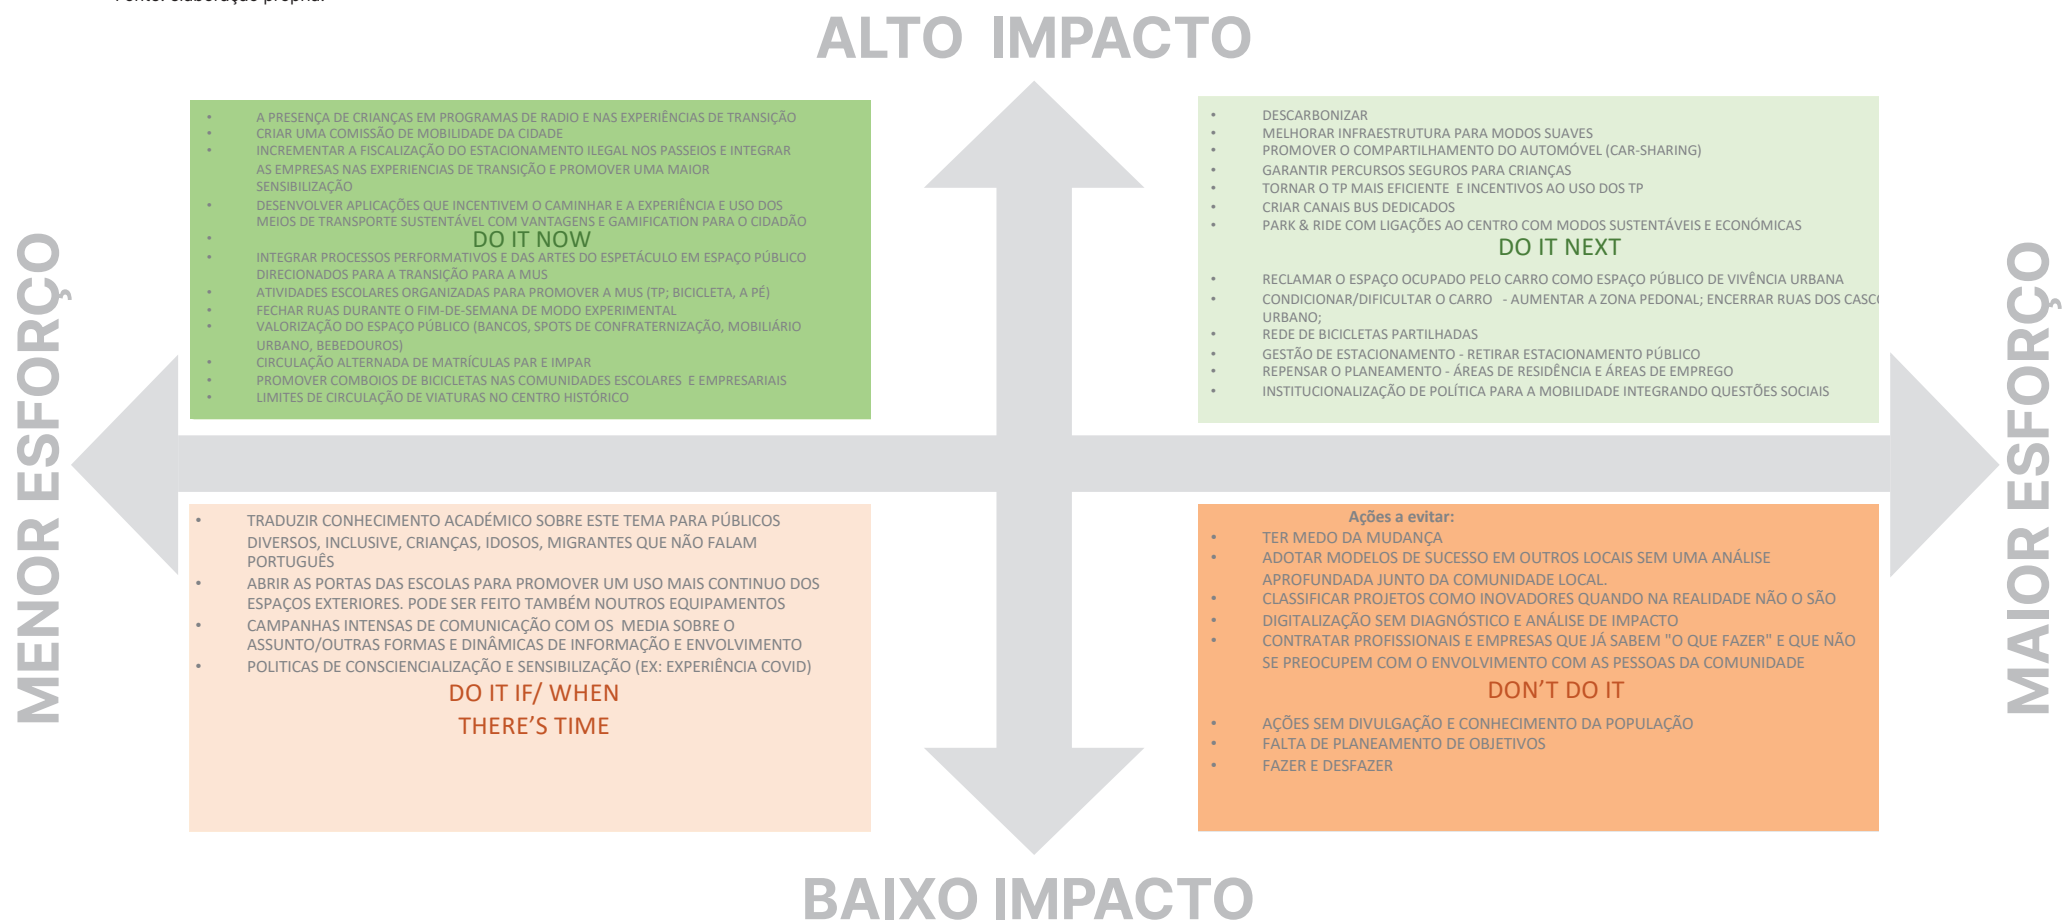 Fonte: elaboração própria.
ALTO IMPACTO
MENOR ESFORÇO
• A PRESENÇA DE CRIANÇAS EM PROGRAMAS DE RADIO E NAS EXPERIÊNCIAS DE TRANSIÇÃO
• CRIAR UMA COMISSÃO DE MOBILIDADE DA CIDADE
• INCREMENTAR A FISCALIZAÇÃO DO ESTACIONAMENTO ILEGAL NOS PASSEIOS E INTEGRAR
AS EMPRESAS NAS EXPERIENCIAS DE TRANSIÇÃO E PROMOVER UMA MAIOR
SENSIBILIZAÇÃO
• DESENVOLVER APLICAÇÕES QUE INCENTIVEM O CAMINHAR E A EXPERIÊNCIA E USO DOS
MEIOS DE TRANSPORTE SUSTENTÁVEL COM VANTAGENS E GAMIFICATION PARA O CIDADÃO
• DO IT NOW
• INTEGRAR PROCESSOS PERFORMATIVOS E DAS ARTES DO ESPETÁCULO EM ESPAÇO PÚBLICO
DIRECIONADOS PARA A TRANSIÇÃO PARA A MUS
• ATIVIDADES ESCOLARES ORGANIZADAS PARA PROMOVER A MUS (TP; BICICLETA, A PÉ)
• FECHAR RUAS DURANTE O FIM-DE-SEMANA DE MODO EXPERIMENTAL
• VALORIZAÇÃO DO ESPAÇO PÚBLICO (BANCOS, SPOTS DE CONFRATERNIZAÇÃO, MOBILIÁRIO
URBANO, BEBEDOUROS)
• CIRCULAÇÃO ALTERNADA DE MATRÍCULAS PAR E IMPAR
• PROMOVER COMBOIOS DE BICICLETAS NAS COMUNIDADES ESCOLARES E EMPRESARIAIS
• LIMITES DE CIRCULAÇÃO DE VIATURAS NO CENTRO HISTÓRICO
• DESCARBONIZAR
• MELHORAR INFRAESTRUTURA PARA MODOS SUAVES
• PROMOVER O COMPARTILHAMENTO DO AUTOMÓVEL (CAR-SHARING)
• GARANTIR PERCURSOS SEGUROS PARA CRIANÇAS
• TORNAR O TP MAIS EFICIENTE E INCENTIVOS AO USO DOS TP
• CRIAR CANAIS BUS DEDICADOS
• PARK & RIDE COM LIGAÇÕES AO CENTRO COM MODOS SUSTENTÁVEIS E ECONÓMICAS
DO IT NEXT
• RECLAMAR O ESPAÇO OCUPADO PELO CARRO COMO ESPAÇO PÚBLICO DE VIVÊNCIA URBANA
• CONDICIONAR/DIFICULTAR O CARRO - AUMENTAR A ZONA PEDONAL; ENCERRAR RUAS DOS CASC
URBANO;
• REDE DE BICICLETAS PARTILHADAS
• GESTÃO DE ESTACIONAMENTO - RETIRAR ESTACIONAMENTO PÚBLICO
• REPENSAR O PLANEAMENTO - ÁREAS DE RESIDÊNCIA E ÁREAS DE EMPREGO
• INSTITUCIONALIZAÇÃO DE POLÍTICA PARA A MOBILIDADE INTEGRANDO QUESTÕES SOCIAIS
MAIOR ESFORÇO
• TRADUZIR CONHECIMENTO ACADÉMICO SOBRE ESTE TEMA PARA PÚBLICOS
DIVERSOS, INCLUSIVE, CRIANÇAS, IDOSOS, MIGRANTES QUE NÃO FALAM
PORTUGUÊS
• ABRIR AS PORTAS DAS ESCOLAS PARA PROMOVER UM USO MAIS CONTINUO DOS
ESPAÇOS EXTERIORES. PODE SER FEITO TAMBÉM NOUTROS EQUIPAMENTOS
• CAMPANHAS INTENSAS DE COMUNICAÇÃO COM OS MEDIA SOBRE O
ASSUNTO/OUTRAS FORMAS E DINÂMICAS DE INFORMAÇÃO E ENVOLVIMENTO
• POLITICAS DE CONSCIENCIALIZAÇÃO E SENSIBILIZAÇÃO (EX: EXPERIÊNCIA COVID)
DO IT IF/ WHEN
THERE'S TIME
Ações a evitar:
• TER MEDO DA MUDANÇA
• ADOTAR MODELOS DE SUCESSO EM OUTROS LOCAIS SEM UMA ANÁLISE
APROFUNDADA JUNTO DA COMUNIDADE LOCAL.
• CLASSIFICAR PROJETOS COMO INOVADORES QUANDO NA REALIDADE NÃO O SÃO
• DIGITALIZAÇÃO SEM DIAGNÓSTICO E ANÁLISE DE IMPACTO
• CONTRATAR PROFISSIONAIS E EMPRESAS QUE JÁ SABEM "O QUE FAZER" E QUE NÃO
SE PREOCUPEM COM O ENVOLVIMENTO COM AS PESSOAS DA COMUNIDADE
DON'T DO IT
• AÇÕES SEM DIVULGAÇÃO E CONHECIMENTO DA POPULAÇÃO
• FALTA DE PLANEAMENTO DE OBJETIVOS
• FAZER E DESFAZER
BAIXO IMPACTO